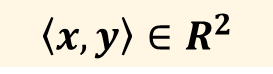 ⟨x, y⟩ ∈ R²